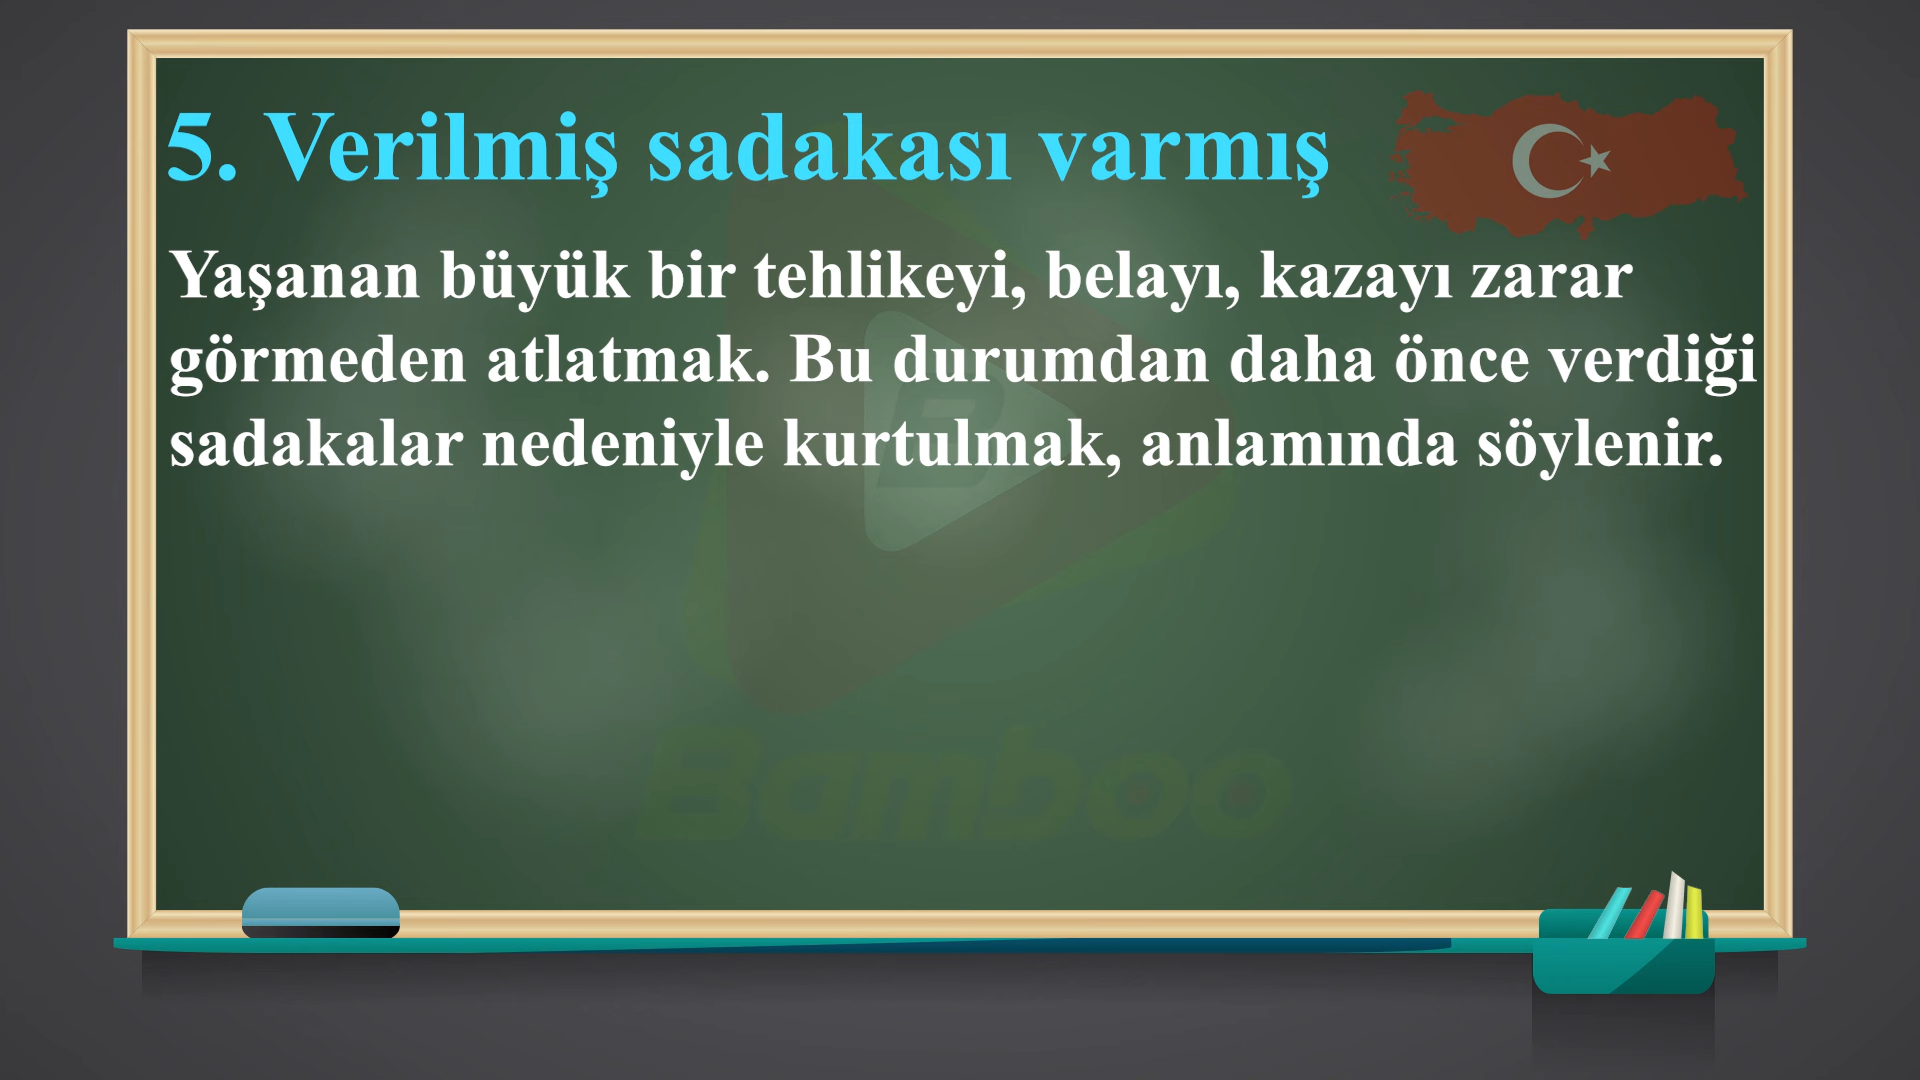 5. Verilmiş sadakası varmış
Yaşanan büyük bir tehlikeyi, belayı, kazayı zarar
görmeden atlatmak. Bu durumdan daha önce verdiği
sadakalar nedeniyle kurtulmak, anlamında söylenir.
B
Bamboo